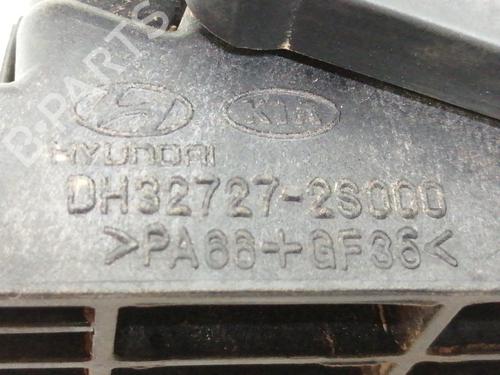 B-PARTS
KIA
HYUNDAI
DH32727-2S000
>PA66+GF35<